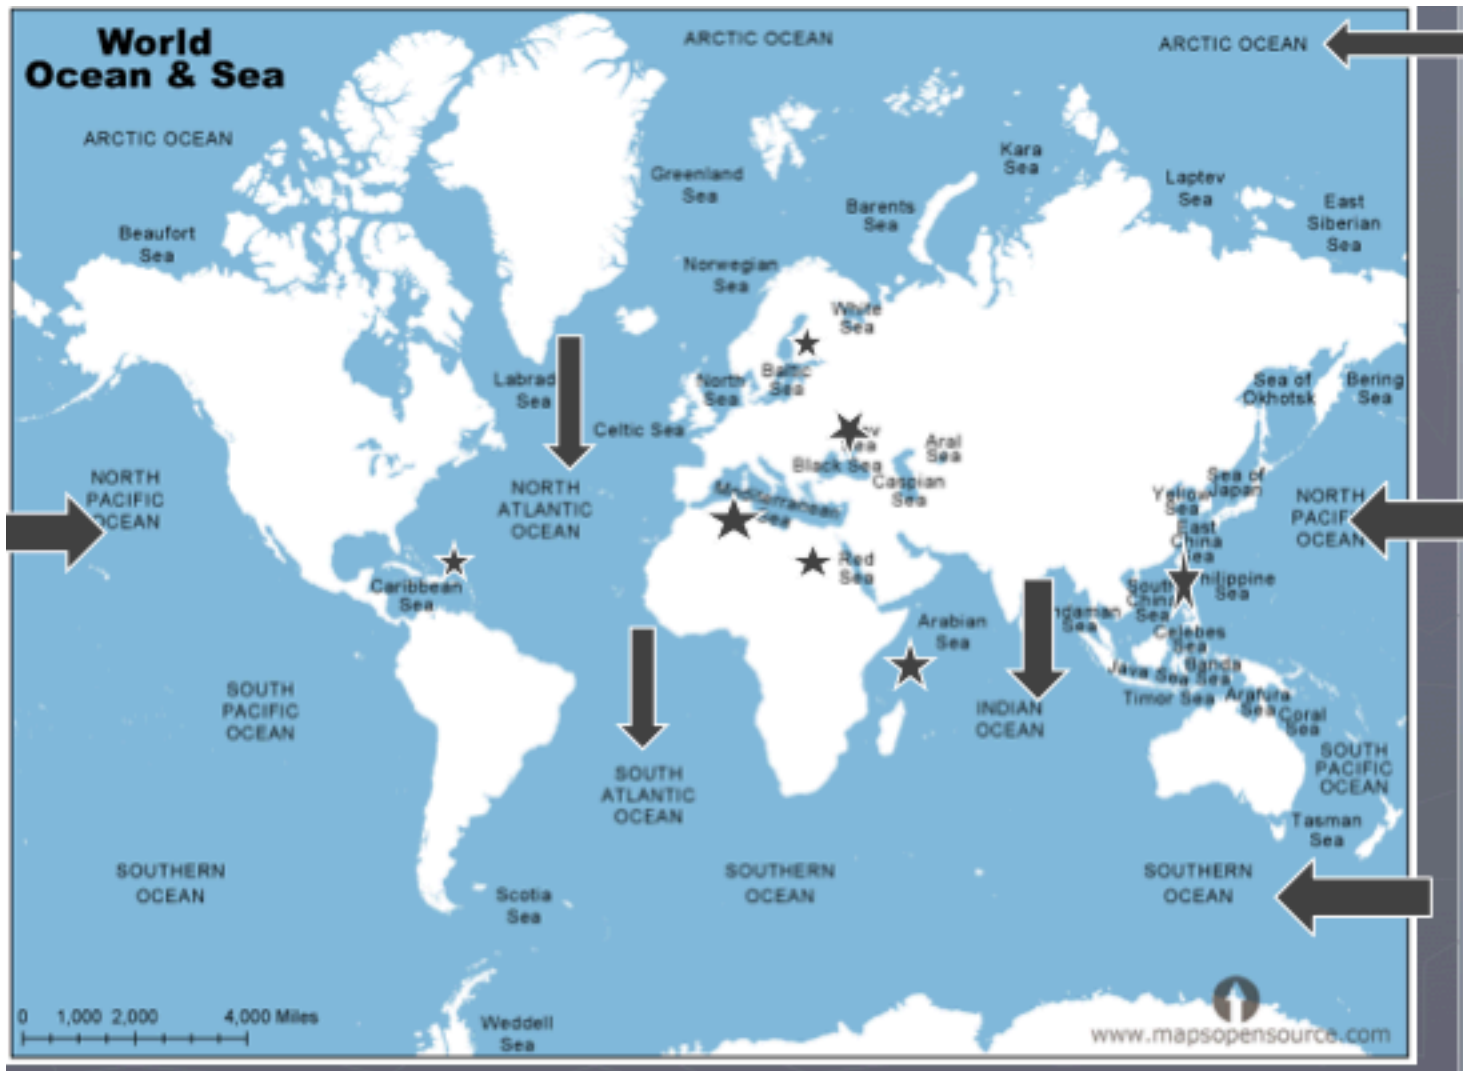 World
Ocean & Sea
ARCTIC OCEAN
ARCTIC OCEAN
ARCTIC OCEAN
Greenland
Sea
Kara
Sea
Laptev
Sea
Barents
Sea
East
Siberian
Sea
Beaufort
Sea
Norwegian
Sea
White
Sea
Labrad
Sea
North
Sea
Baltic
Sea
Sea of
Okhotsk
Bering
Sea
Celtic Sea
Aral
Sea
Black Sea
Caspian
Sea
Mediterranean
Sea
NORTH
PACIFIC
OCEAN
NORTH
ATLANTIC
OCEAN
Sea of
Japan
Yellow
Sea
East
China
NORTH
OCEAN
Caribbean
Sea
Red
Sea
South
China
Sea
Sea
Arabian
Sea
Sea
Celebes
Sea
Banda
Sea
Java Sea
Timor Sea
Arafura
Sea
Coral
Sea
SOUTH
PACIFIC
OCEAN
INDIAN
OCEAN
SOUTH
PACIFIC
OCEAN
SOUTH
ATLANTIC
OCEAN
Tasman
Sea
SOUTHERN
OCEAN
SOUTHERN
OCEAN
SOUTHERN
OCEAN
Scotia
Sea
Weddell
Sea
0 1,000 2,000 4,000 Miles
www.mapsopensource.com